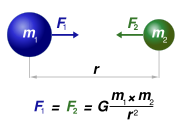 F₁ F₂
m₁ m₂
r
F₁ = F₂ = G m₁ × m₂ / r²